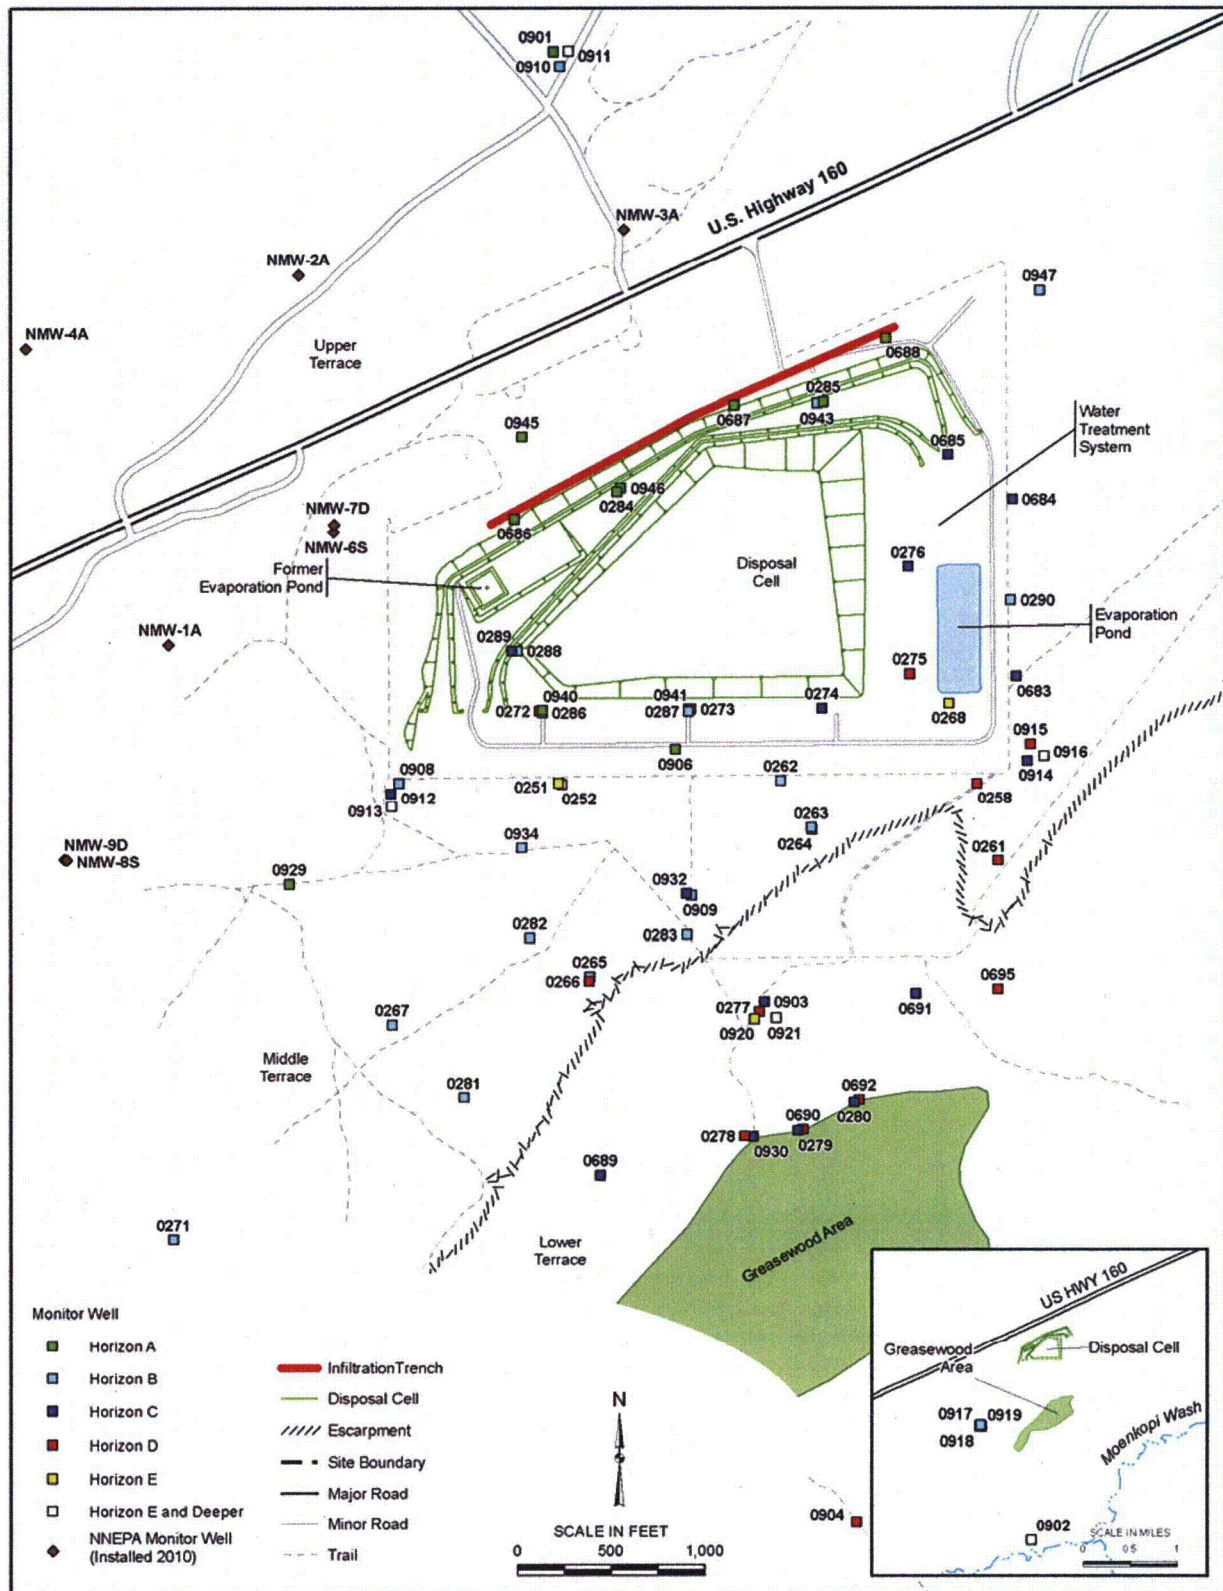 0901
0911
0910
U.S. Highway 160
NMW-3A
NMW-2A
0947
NMW-4A
Upper
Terrace
0688
0285
0687
0943
Water
Treatment
System
0945
0685
0946
0284
0684
NMW-7D
0686
NMW-6S
Former
Evaporation Pond
Disposal
Cell
0276
0290
Evaporation
Pond
NMW-1A
0289
0288
0275
0683
0940
0941
0274
0272
0286
0287
0273
0268
0915
0916
0906
0914
0908
0262
0251
0252
0258
0912
0913
0263
0934
0264
NMW-9D
NMW-8S
0261
0929
0932
0909
0282
0283
0265
0266
0695
0277
0903
0691
0267
0920
0921
Middle
Terrace
0281
0692
0280
0690
0278
0279
0930
0689
0271
Lower
Terrace
Greasewood Area
Monitor Well
Horizon A
Horizon B
Horizon C
Horizon D
Horizon E
Horizon E and Deeper
NNEPA Monitor Well
(Installed 2010)
Infiltration Trench
Disposal Cell
Escarpment
Site Boundary
Major Road
Minor Road
Trail
N
SCALE IN FEET
0 500 1,000
0904
US HWY 160
Greasewood
Area
Disposal Cell
0917
0919
0918
Moenkopi Wash
0902
SCALE IN MILES
0 0.5 1